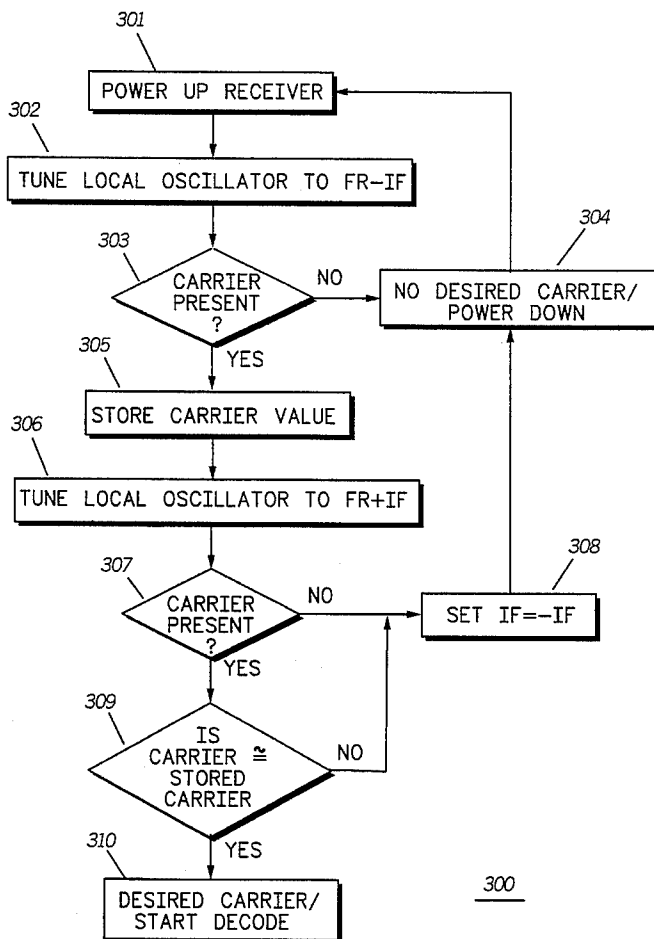 301
POWER UP RECEIVER
302
TUNE LOCAL OSCILLATOR TO FR-IF
303
CARRIER
PRESENT
?
NO
YES
304
NO DESIRED CARRIER/
POWER DOWN
305
STORE CARRIER VALUE
306
TUNE LOCAL OSCILLATOR TO FR+IF
307
CARRIER
PRESENT
?
NO
YES
308
SET IF=-IF
309
IS
CARRIER ≅
STORED
CARRIER
NO
YES
310
DESIRED CARRIER/
START DECODE
300